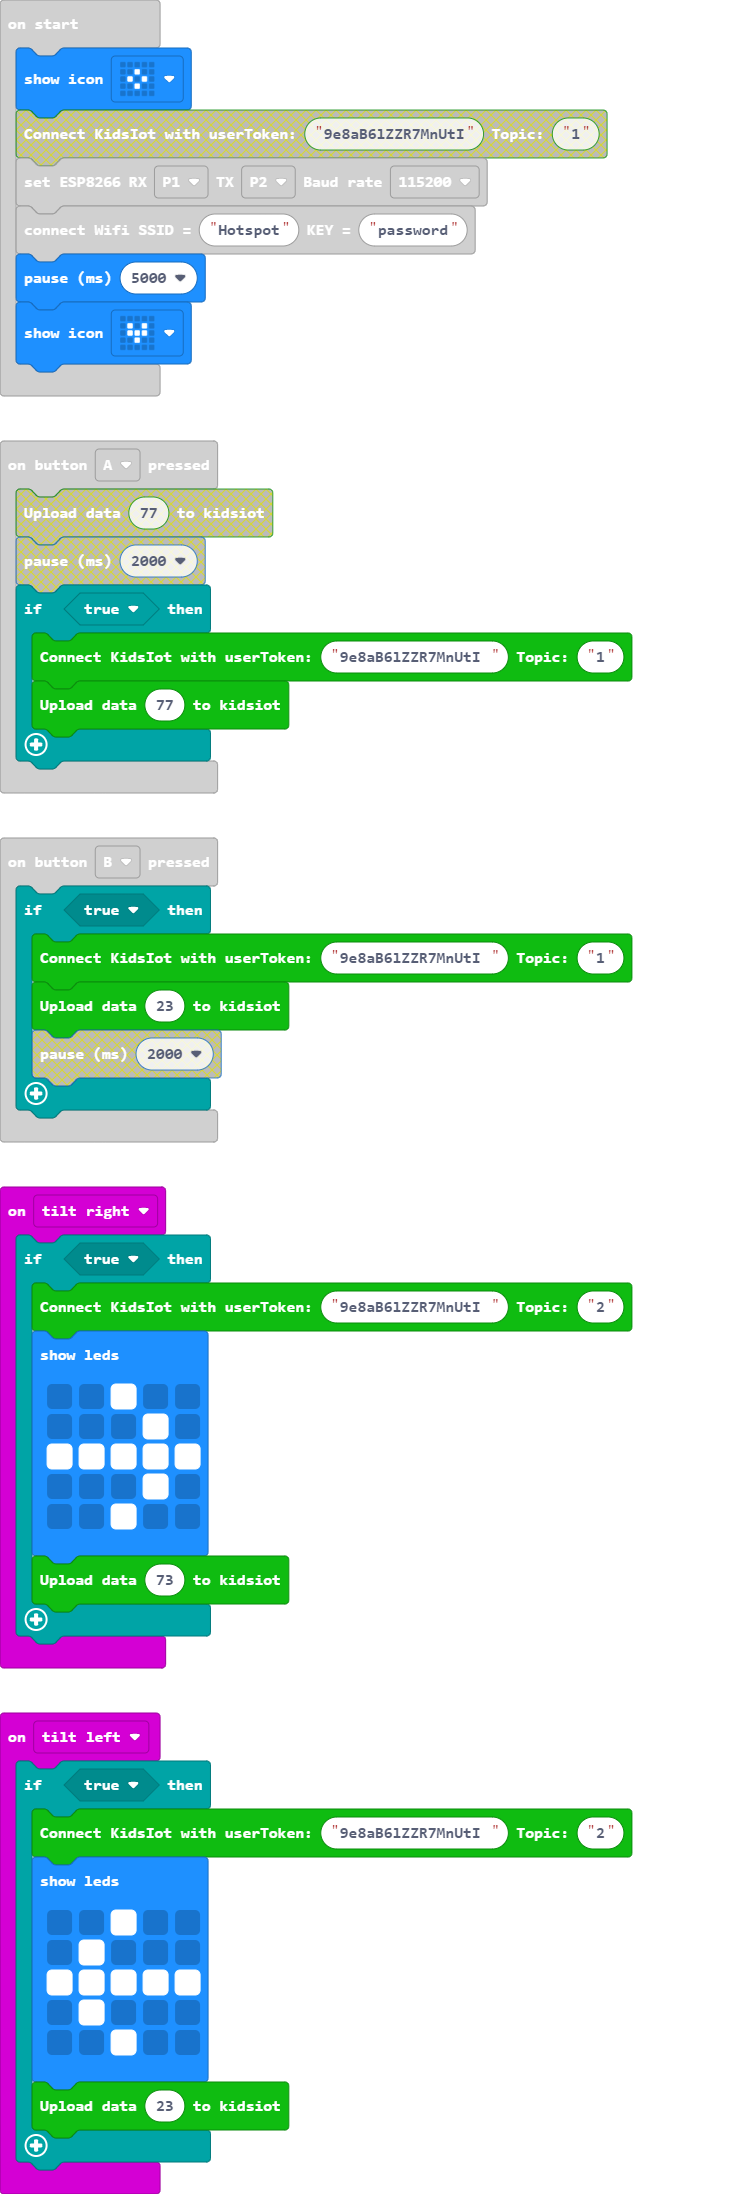 on start
show icon
Connect KidsIot with userToken: "9e8aB6lZZR7MnUtI" Topic: "1"
set ESP8266 RX P1 TX P2 Baud rate 115200
connect Wifi SSID = "Hotspot" KEY = "password"
pause (ms) 5000
show icon
on button A pressed
Upload data 77 to kidsiot
pause (ms) 2000
if true then
Connect KidsIot with userToken: "9e8aB6lZZR7MnUtI " Topic: "1"
Upload data 77 to kidsiot
on button B pressed
if true then
Connect KidsIot with userToken: "9e8aB6lZZR7MnUtI " Topic: "1"
Upload data 23 to kidsiot
pause (ms) 2000
on tilt right
if true then
Connect KidsIot with userToken: "9e8aB6lZZR7MnUtI " Topic: "2"
show leds
Upload data 73 to kidsiot
on tilt left
if true then
Connect KidsIot with userToken: "9e8aB6lZZR7MnUtI " Topic: "2"
show leds
Upload data 23 to kidsiot